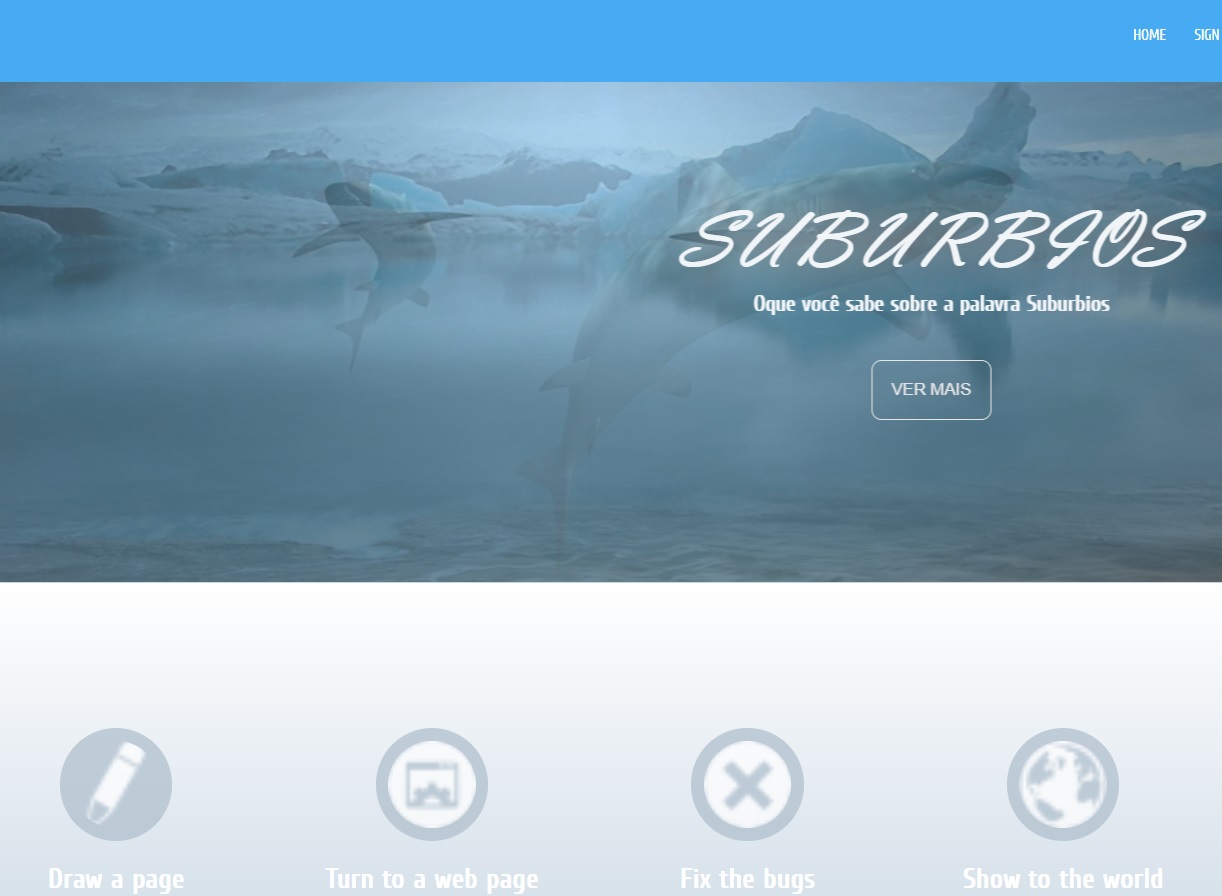 HOME SIGN
SUBURBIOS
Oque você sabe sobre a palavra Suburbios
VER MAIS
Draw a page Turn to a web page Fix the bugs Show to the world